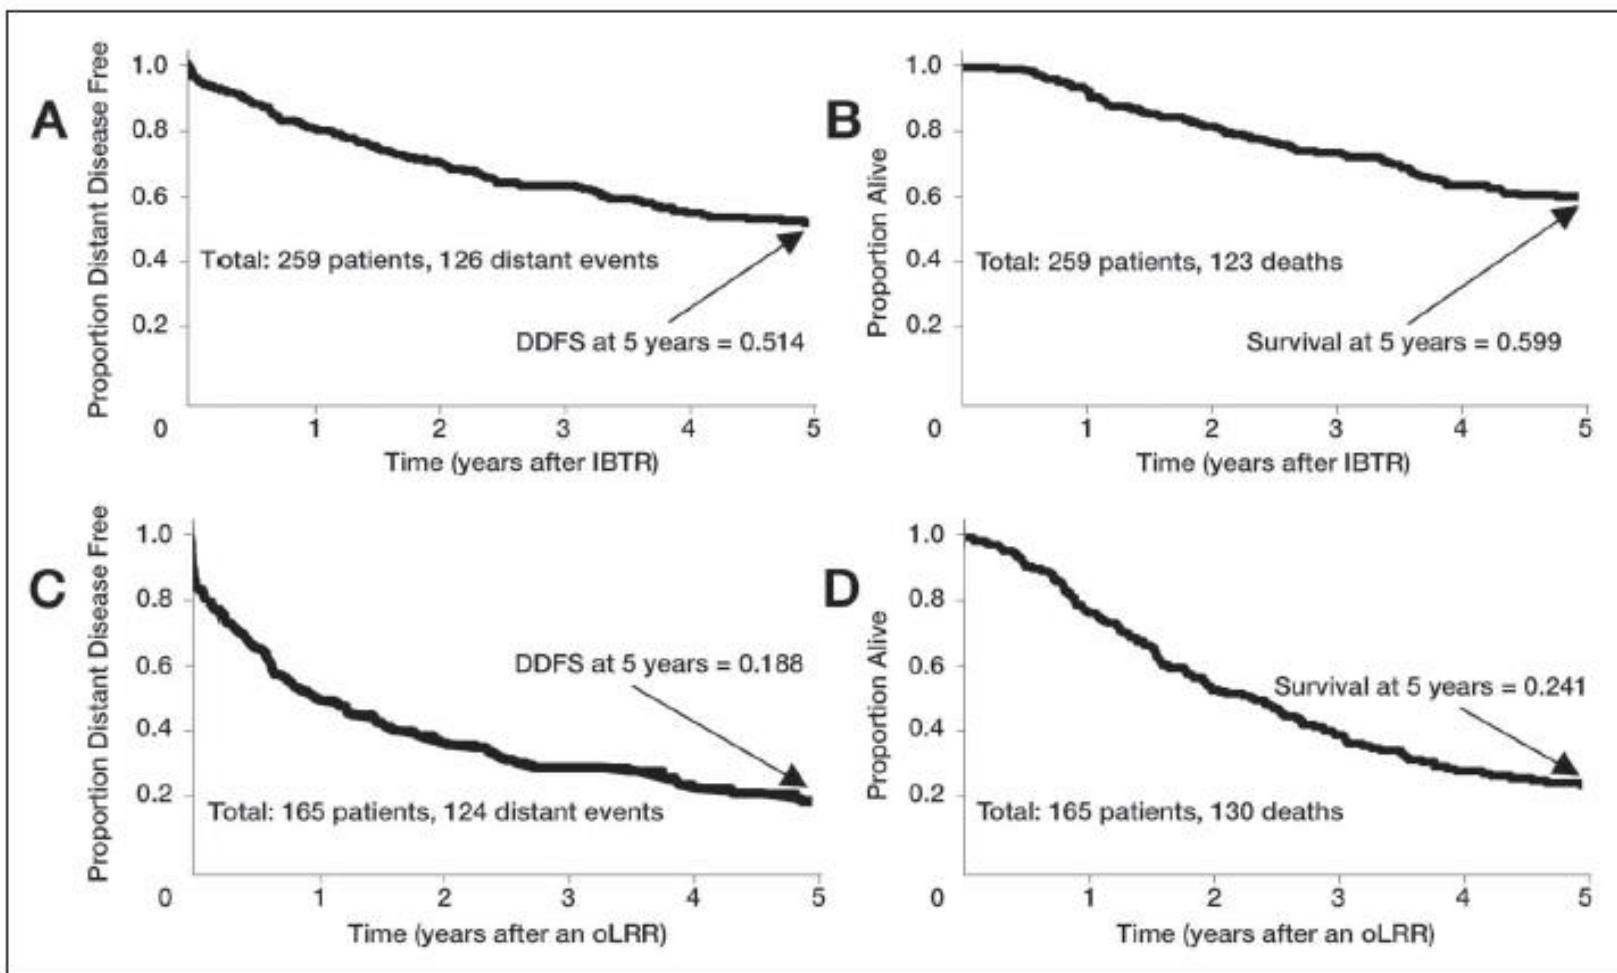 A
Proportion Distant Disease Free
1.0
0.8
0.6
0.4
0.2
0
Total: 259 patients, 126 distant events
DDFS at 5 years = 0.514
1 2 3 4 5
Time (years after IBTR)
B
Proportion Alive
1.0
0.8
0.6
0.4
0.2
0
Total: 259 patients, 123 deaths
Survival at 5 years = 0.599
1 2 3 4 5
Time (years after IBTR)
C
Proportion Distant Disease Free
1.0
0.8
0.6
0.4
0.2
0
DDFS at 5 years = 0.188
Total: 165 patients, 124 distant events
1 2 3 4 5
Time (years after an oLRR)
D
Proportion Alive
1.0
0.8
0.6
0.4
0.2
0
Survival at 5 years = 0.241
Total: 165 patients, 130 deaths
1 2 3 4 5
Time (years after an oLRR)